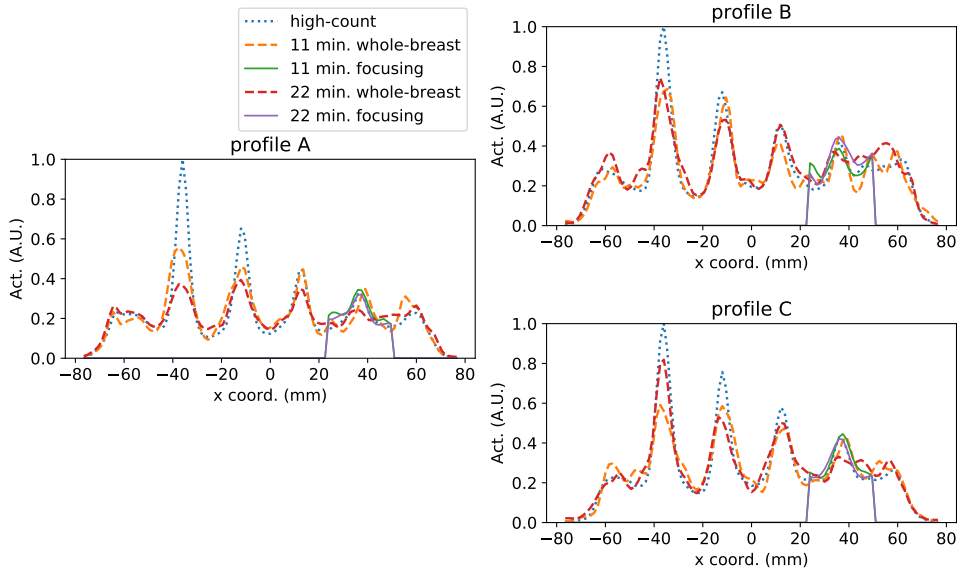 high-count
11 min. whole-breast
11 min. focusing
22 min. whole-breast
22 min. focusing
profile A
Act. (A.U.)
1.0
0.8
0.6
0.4
0.2
0.0
−80 −60 −40 −20 0 20 40 60 80
x coord. (mm)
profile B
Act. (A.U.)
1.0
0.8
0.6
0.4
0.2
0.0
−80 −60 −40 −20 0 20 40 60 80
x coord. (mm)
profile C
Act. (A.U.)
1.0
0.8
0.6
0.4
0.2
0.0
−80 −60 −40 −20 0 20 40 60 80
x coord. (mm)